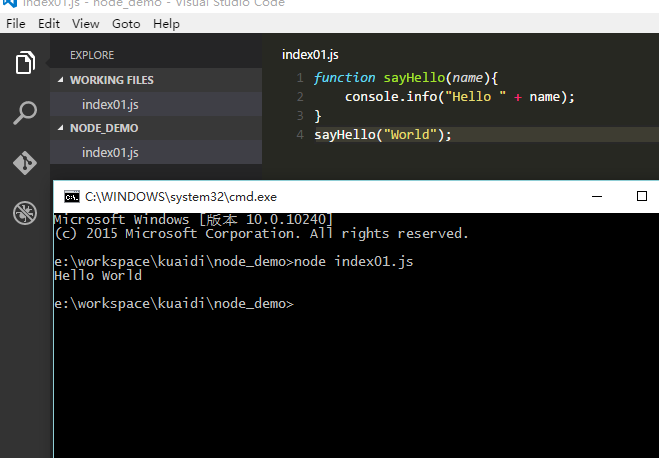 index01.js - node_demo - Visual Studio Code
File Edit View Goto Help
EXPLORE
WORKING FILES
index01.js
NODE_DEMO
index01.js
index01.js
1 function sayHello(name){
2 console.info("Hello " + name);
3 }
4 sayHello("World");
C:\WINDOWS\system32\cmd.exe
Microsoft Windows [版本 10.0.10240]
(c) 2015 Microsoft Corporation. All rights reserved.
e:\workspace\kuaidi\node_demo>node index01.js
Hello World
e:\workspace\kuaidi\node_demo>